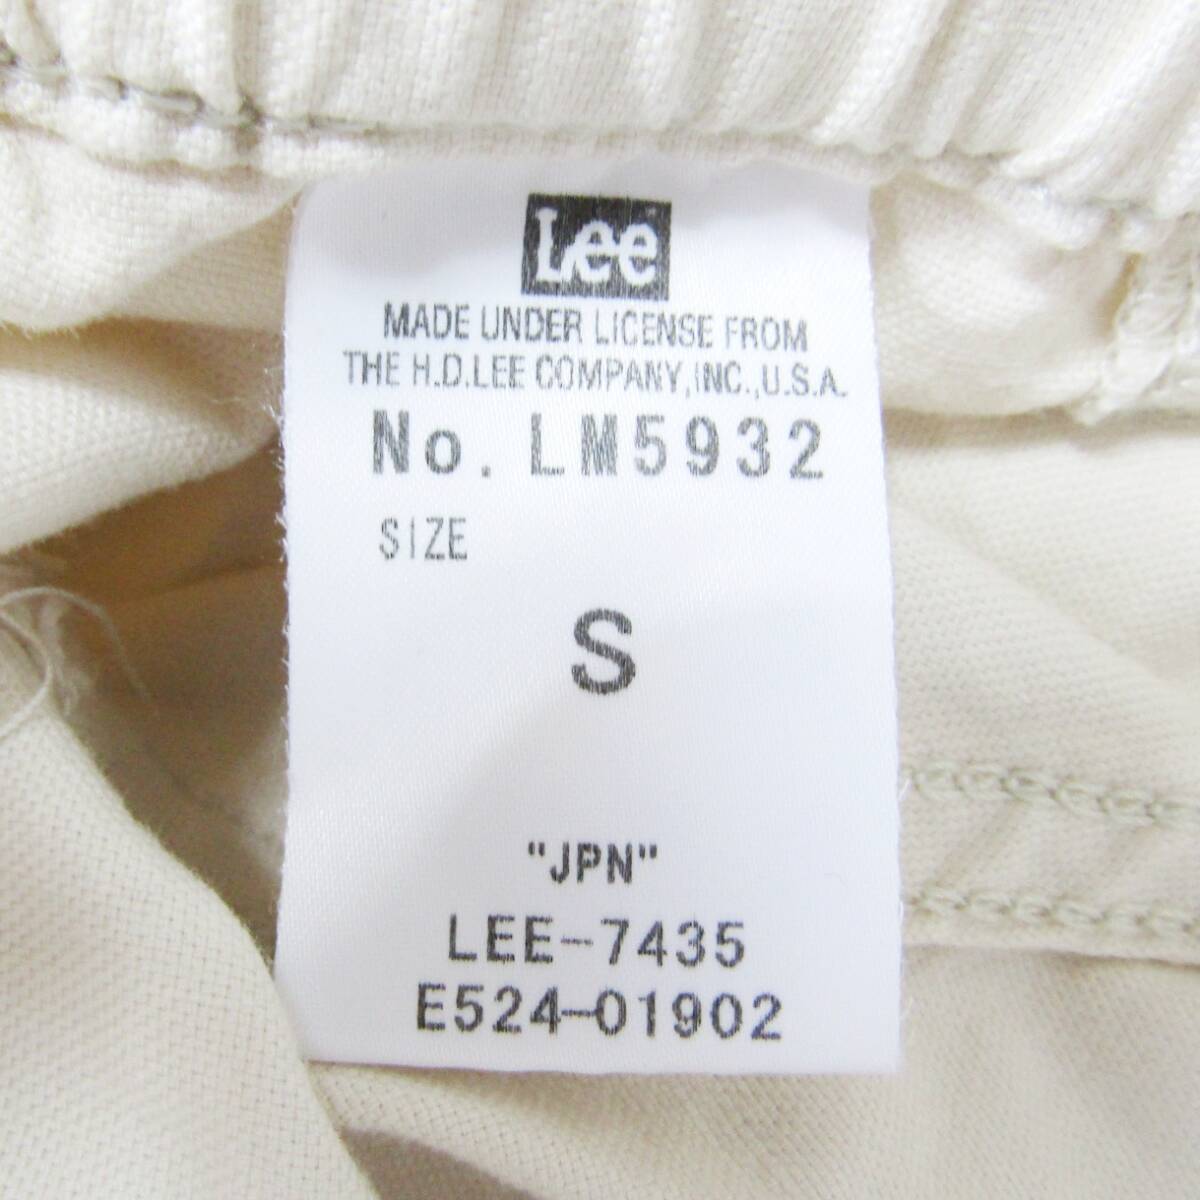 Lee
MADE UNDER LICENSE FROM
THE H.D.LEE COMPANY,INC.,U.S.A.
No. LM5932
SIZE
S
"JPN"
LEE-7435
E524-01902